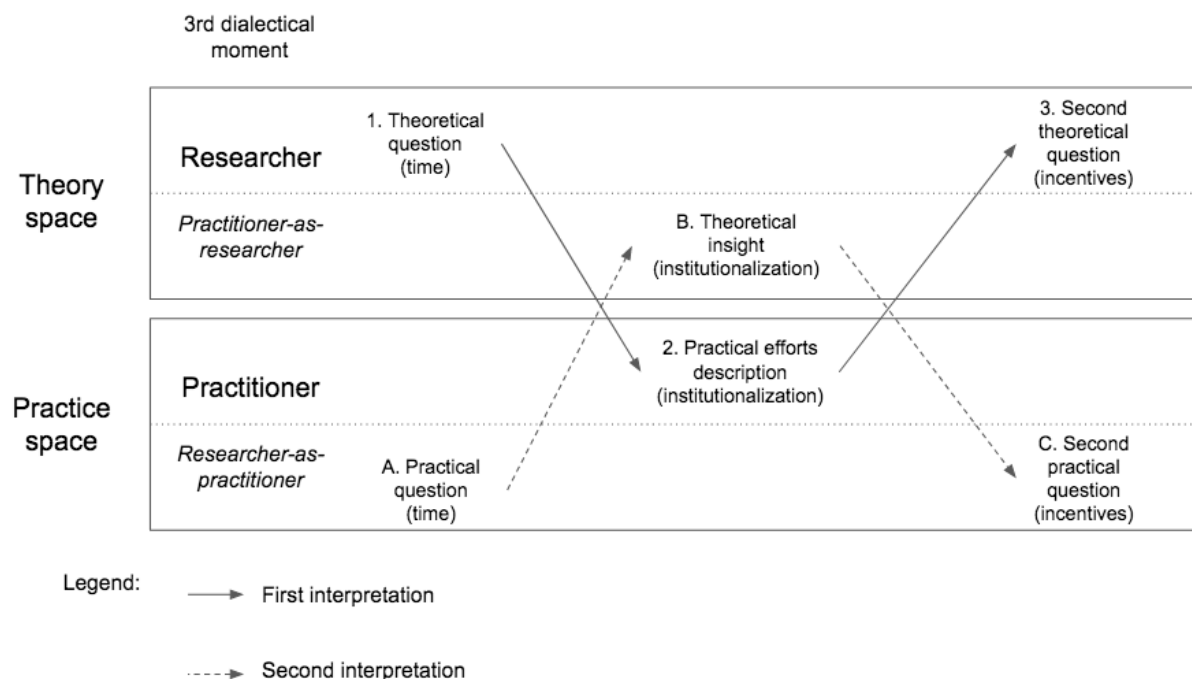 3rd dialectical
moment
Theory
space
Researcher
1. Theoretical
question
(time)
3. Second
theoretical
question
(incentives)
Practitioner-as-
researcher
B. Theoretical
insight
(institutionalization)
Practice
space
Practitioner
2. Practical efforts
description
(institutionalization)
Researcher-as-
practitioner
A. Practical
question
(time)
C. Second
practical
question
(incentives)
Legend:
First interpretation
Second interpretation